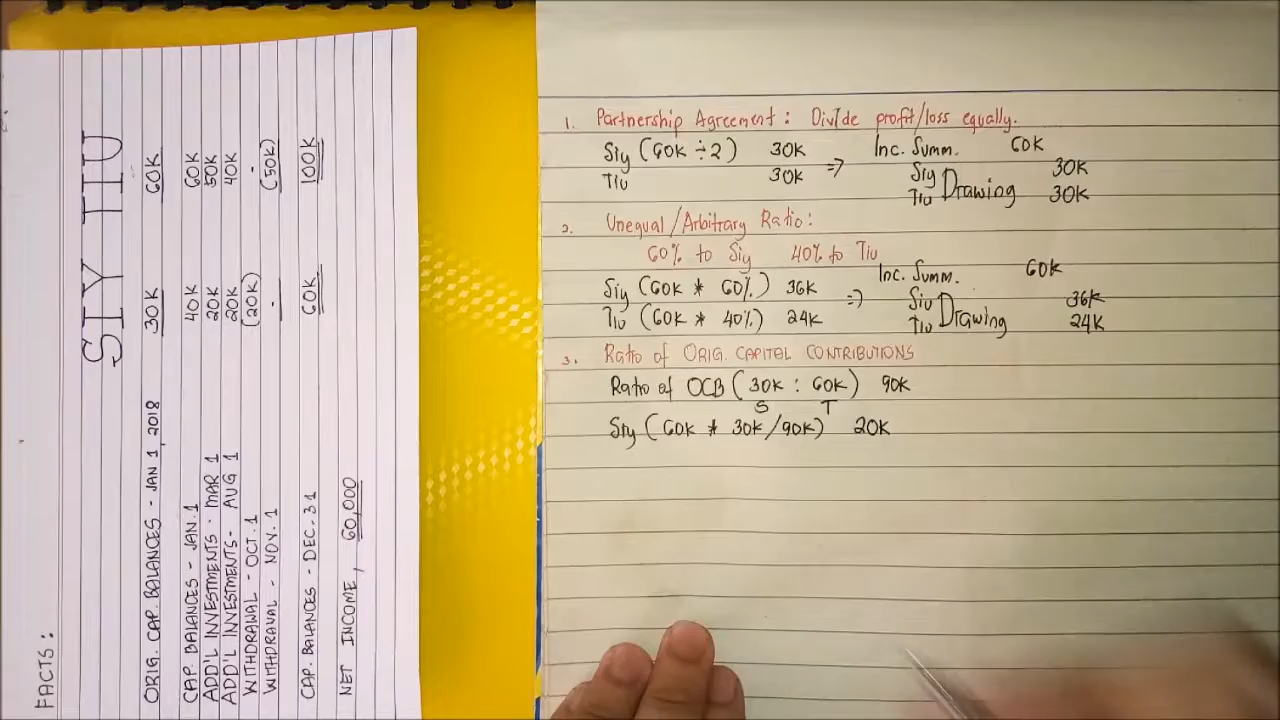 FACTS:
SIY TIU
ORIG. CAP. BALANCES - JAN 1, 2018 30K 60K
CAP. BALANCES - JAN. 1 40K 60K
ADD'L INVESTMENTS - MAR 1 20K 50K
ADD'L INVESTMENTS - AUG 1 20K 40K
WITHDRAWAL - OCT. 1 (20K) -
WITHDRAWAL - NOV. 1 - (50K)
CAP. BALANCES - DEC. 31 60K 100K
NET INCOME, 60,000
1. Partnership Agreement: Divide profit/loss equally.
Siy (60K ÷ 2) 30K => Inc. Summ. 60K
Tiu 30K Siy Drawing 30K
Tiu 30K
2. Unequal/Arbitrary Ratio:
60% to Siy 40% to Tiu
Inc. Summ. 60K
Siy (60K * 60%) 36K => Siy Drawing 36K
Tiu (60K * 40%) 24K Tiu 24K
3. Ratio of ORIG. CAPITAL CONTRIBUTIONS
Ratio of OCB (30K : 60K) 90K
S T
Siy (60K * 30K/90K) 20K